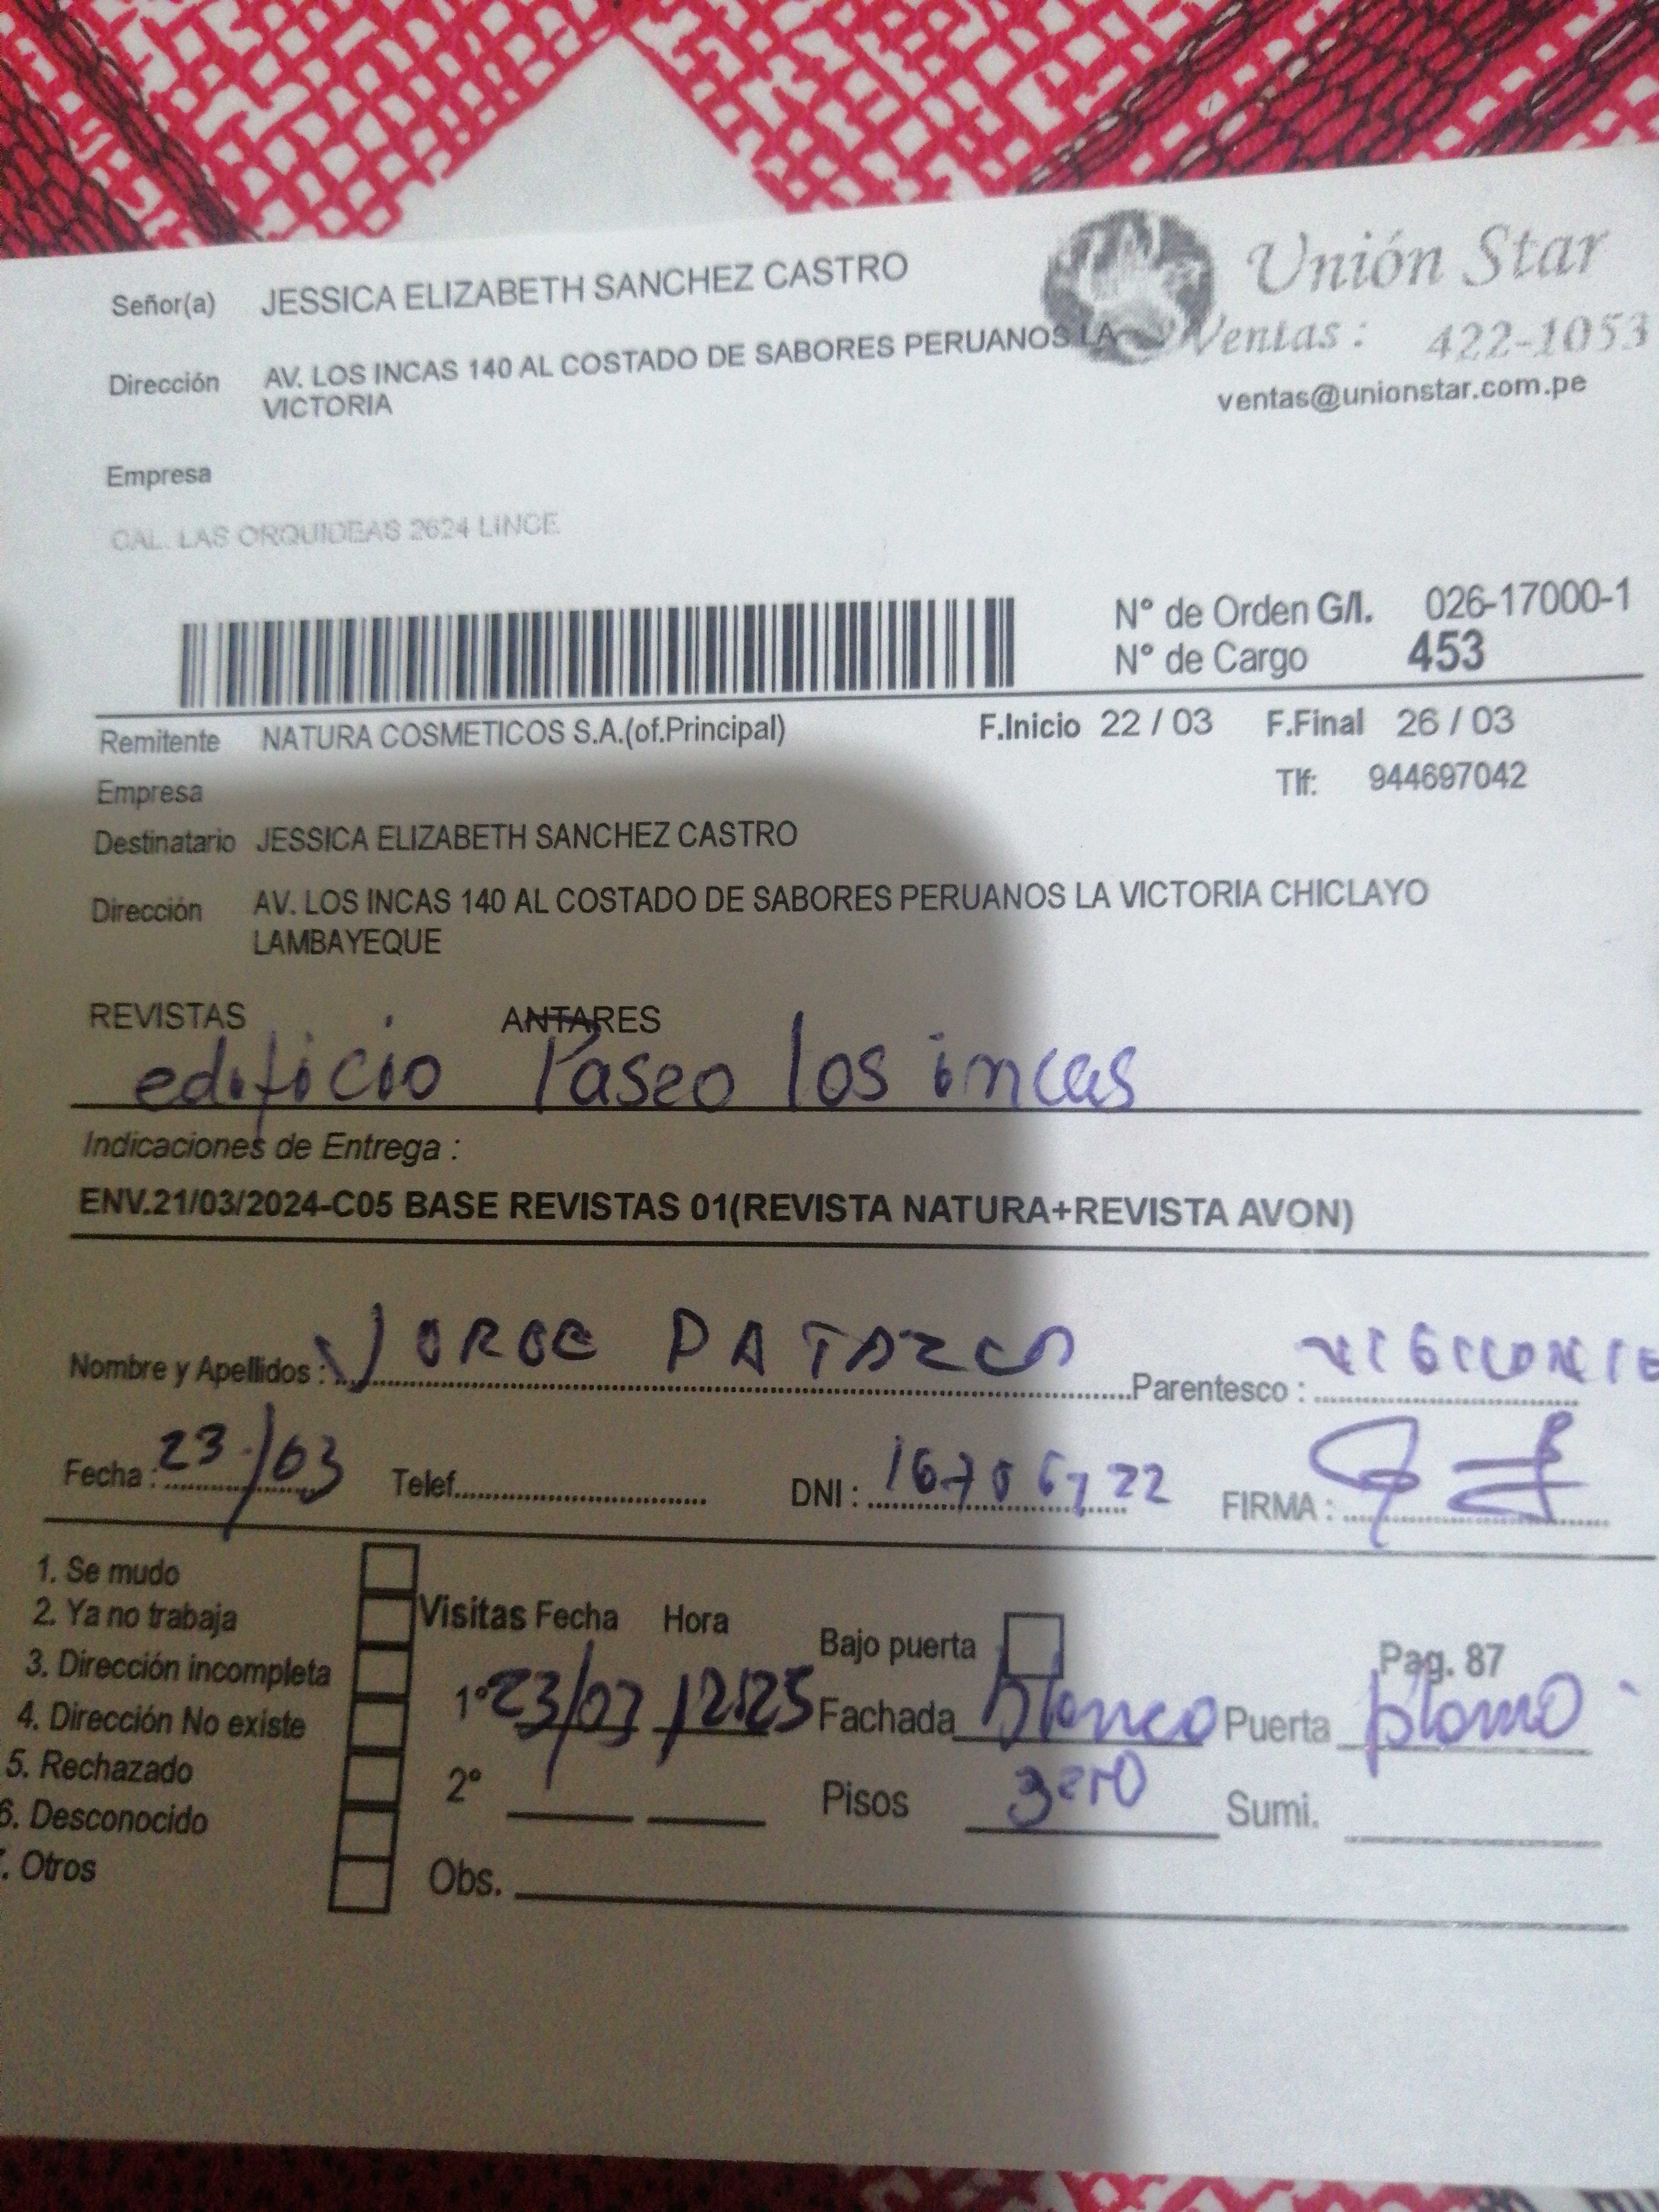 Señor(a) JESSICA ELIZABETH SANCHEZ CASTRO
Unión Star
Ventas : 422-1053
ventas@unionstar.com.pe
Dirección AV. LOS INCAS 140 AL COSTADO DE SABORES PERUANOS LA
VICTORIA
Empresa
CAL. LAS ORQUIDEAS 2624 LINCE
N° de Orden G/I. 026-17000-1
N° de Cargo 453
Remitente NATURA COSMETICOS S.A.(of.Principal) F.Inicio 22 / 03 F.Final 26 / 03
Empresa Tlf: 944697042
Destinatario JESSICA ELIZABETH SANCHEZ CASTRO
Dirección AV. LOS INCAS 140 AL COSTADO DE SABORES PERUANOS LA VICTORIA CHICLAYO
LAMBAYEQUE
REVISTAS ANTARES
edificio Paseo los incas
Indicaciones de Entrega :
ENV.21/03/2024-C05 BASE REVISTAS 01(REVISTA NATURA+REVISTA AVON)
Nombre y Apellidos : JORGE Parentesco :
Fecha : 23/03 Telef. DNI : FIRMA :
1. Se mudo
2. Ya no trabaja
3. Dirección incompleta
4. Dirección No existe
5. Rechazado
6. Desconocido
. Otros
Visitas Fecha Hora Bajo puerta Pag. 87
1° 23/03 12:25 Fachada blanco Puerta plomo
2° Pisos 3ero Sumi.
Obs.